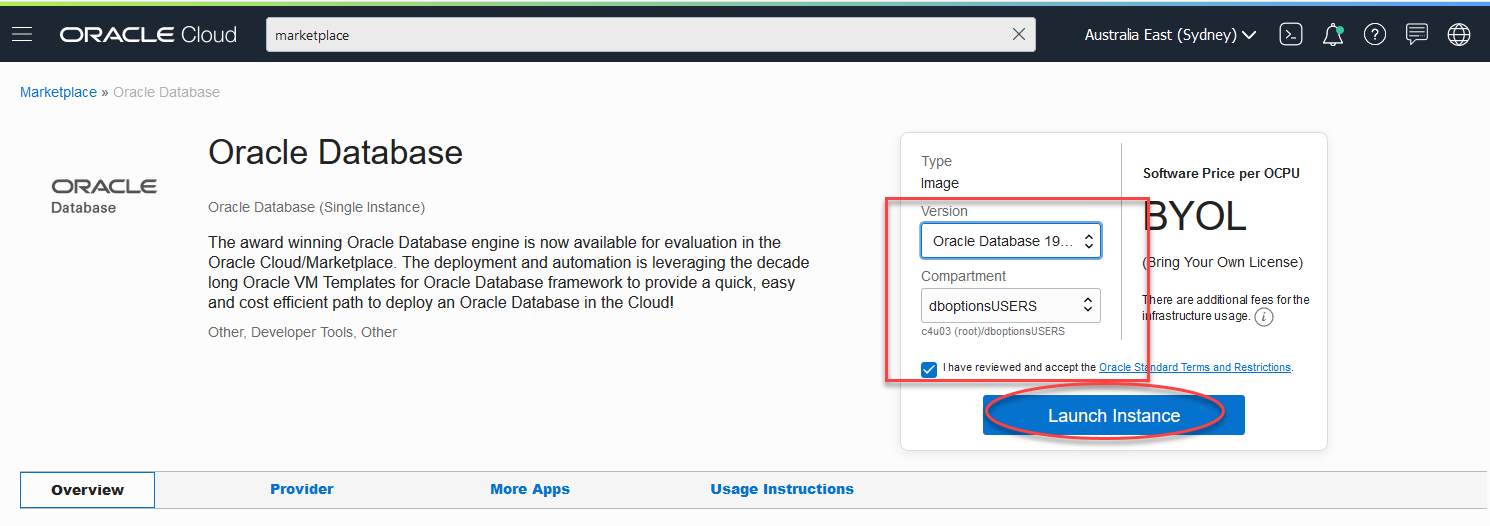 ORACLE Cloud
marketplace
Australia East (Sydney)
Marketplace » Oracle Database
ORACLE
Database
Oracle Database
Oracle Database (Single Instance)
The award winning Oracle Database engine is now available for evaluation in the
Oracle Cloud/Marketplace. The deployment and automation is leveraging the decade
long Oracle VM Templates for Oracle Database framework to provide a quick, easy
and cost efficient path to deploy an Oracle Database in the Cloud!
Other, Developer Tools, Other
Type
Image
Version
Oracle Database 19...
Compartment
dboptionsUSERS
c4u03 (root)/dboptionsUSERS
Software Price per OCPU
BYOL
(Bring Your Own License)
There are additional fees for the
infrastructure usage.
I have reviewed and accept the Oracle Standard Terms and Restrictions.
Launch Instance
Overview
Provider
More Apps
Usage Instructions